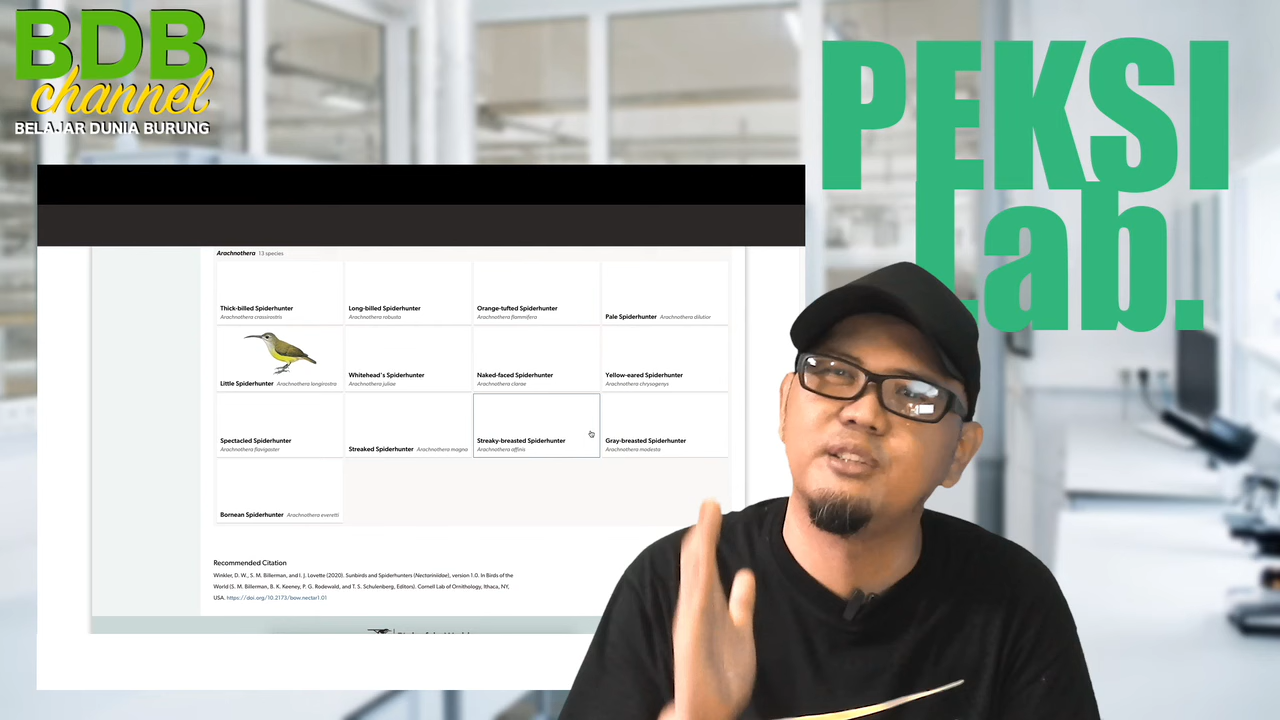 BDB
channel
BELAJAR DUNIA BURUNG
PEKSI
Lab.
Arachnothera 13 species
Thick-billed Spiderhunter
Arachnothera crassirostris
Long-billed Spiderhunter
Arachnothera robusta
Orange-tufted Spiderhunter
Arachnothera flammifera
Pale Spiderhunter Arachnothera dilutior
Little Spiderhunter Arachnothera longirostra
Whitehead's Spiderhunter
Arachnothera juliae
Naked-faced Spiderhunter
Arachnothera clarae
Yellow-eared Spiderhunter
Arachnothera chrysogenys
Spectacled Spiderhunter
Arachnothera flavigaster
Streaked Spiderhunter Arachnothera magna
Streaky-breasted Spiderhunter
Arachnothera affinis
Gray-breasted Spiderhunter
Arachnothera modesta
Bornean Spiderhunter Arachnothera everetti
Recommended Citation
Winkler, D. W., S. M. Billerman, and I. J. Lovette (2020). Sunbirds and Spiderhunters (Nectariniidae), version 1.0. In Birds of the
World (S. M. Billerman, B. K. Keeney, P. G. Rodewald, and T. S. Schulenberg, Editors). Cornell Lab of Ornithology, Ithaca, NY,
USA. https://doi.org/10.2173/bow.nectar1.01